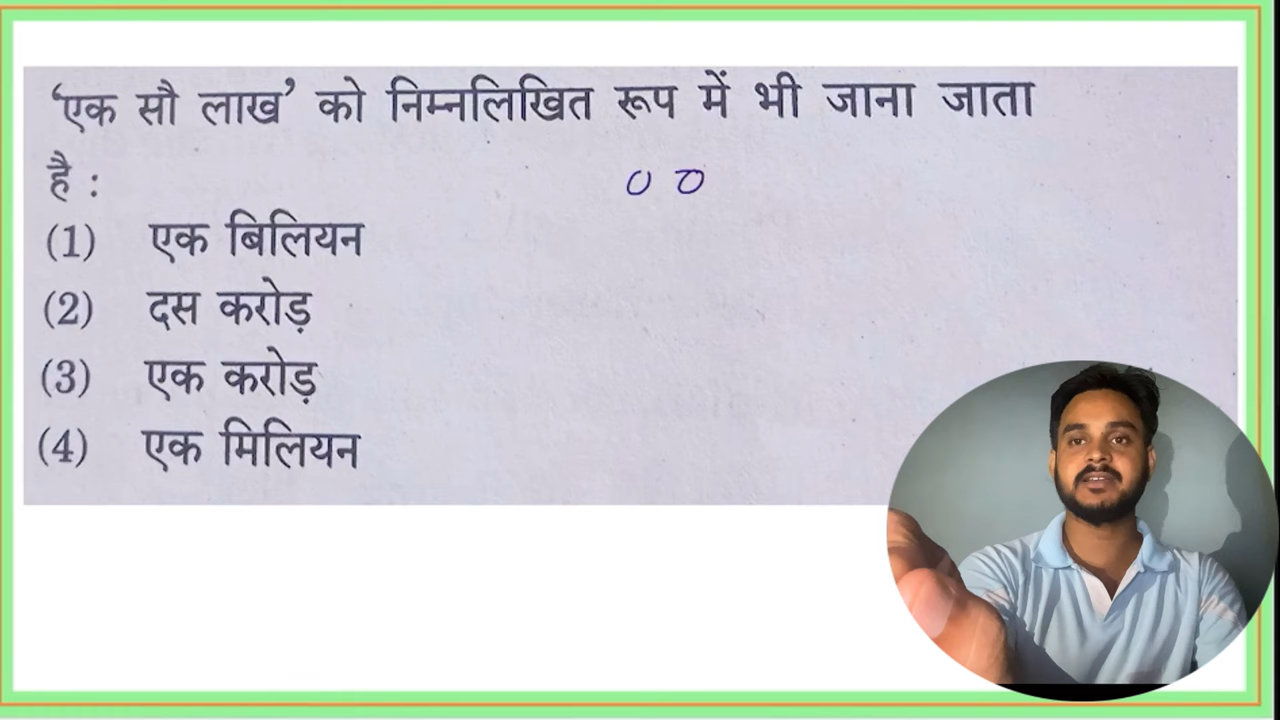 'एक सौ लाख' को निम्नलिखित रूप में भी जाना जाता
है :
0 0
(1) एक बिलियन
(2) दस करोड़
(3) एक करोड़
(4) एक मिलियन